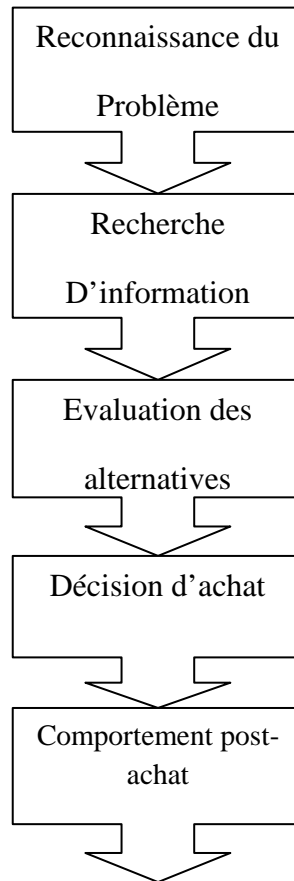 Reconnaissance du
Problème
Recherche
D’information
Evaluation des
alternatives
Décision d’achat
Comportement post-
achat